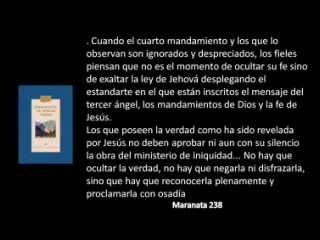 . Cuando el cuarto mandamiento y los que lo
observan son ignorados y despreciados, los fieles
piensan que no es el momento de ocultar su fe sino
de exaltar la ley de Jehová desplegando el
estandarte en el que están inscritos el mensaje del
tercer ángel, los mandamientos de Dios y la fe de
Jesús.
Los que poseen la verdad como ha sido revelada
por Jesús no deben aprobar ni aun con su silencio
la obra del ministerio de iniquidad... No hay que
ocultar la verdad, no hay que negarla ni disfrazarla,
sino que hay que reconocerla plenamente y
proclamarla con osadía
Maranata 238